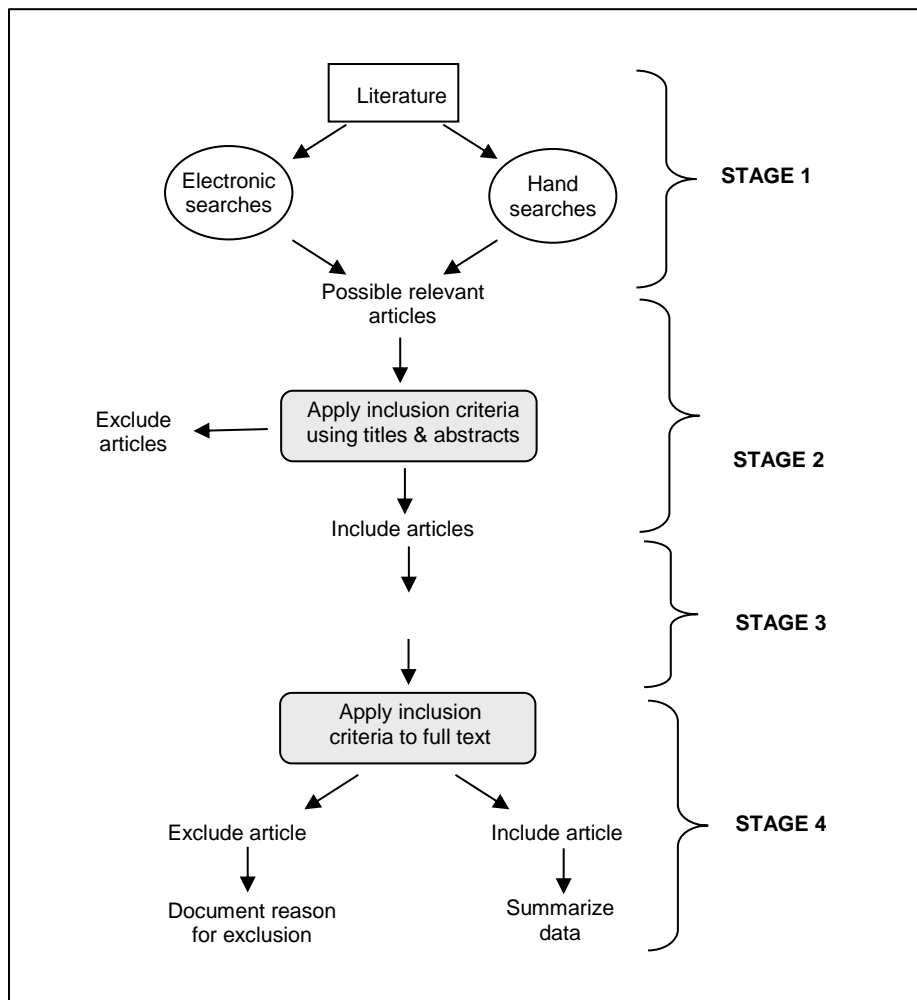 Literature
Electronic
searches
Hand
searches
STAGE 1
Possible relevant
articles
Apply inclusion criteria
using titles & abstracts
Exclude
articles
STAGE 2
Include articles
STAGE 3
Apply inclusion
criteria to full text
Exclude article
Include article
STAGE 4
Document reason
for exclusion
Summarize
data